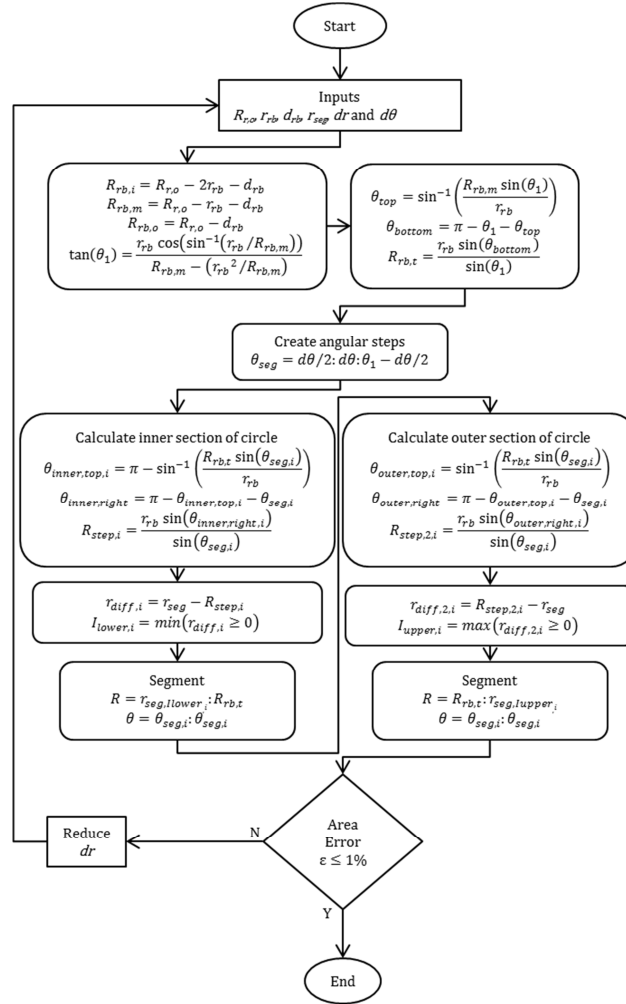 Start
Inputs
R_{r,o}, r_{rb}, d_{rb}, r_{seg}, dr and dθ
R_{rb,i} = R_{r,o} − 2r_{rb} − d_{rb}
R_{rb,m} = R_{r,o} − r_{rb} − d_{rb}
R_{rb,o} = R_{r,o} − d_{rb}
tan(θ_1) = r_{rb} cos(sin^{−1}(r_{rb}/R_{rb,m})) / R_{rb,m} − (r_{rb}^2/R_{rb,m})
θ_{top} = sin^{−1}(R_{rb,m} sin(θ_1) / r_{rb})
θ_{bottom} = π − θ_1 − θ_{top}
R_{rb,t} = r_{rb} sin(θ_{bottom}) / sin(θ_1)
Create angular steps
θ_{seg} = dθ/2: dθ: θ_1 − dθ/2
Calculate inner section of circle
θ_{inner,top,i} = π − sin^{−1}(R_{rb,t} sin(θ_{seg,i}) / r_{rb})
θ_{inner,right} = π − θ_{inner,top,i} − θ_{seg,i}
R_{step,i} = r_{rb} sin(θ_{inner,right,i}) / sin(θ_{seg,i})
r_{diff,i} = r_{seg} − R_{step,i}
I_{lower,i} = min(r_{diff,i} ≥ 0)
Segment
R = r_{seg,Ilower_i}: R_{rb,t}
θ = θ_{seg,i}: θ_{seg,i}
Calculate outer section of circle
θ_{outer,top,i} = sin^{−1}(R_{rb,t} sin(θ_{seg,i}) / r_{rb})
θ_{outer,right} = π − θ_{outer,top,i} − θ_{seg,i}
R_{step,2,i} = r_{rb} sin(θ_{outer,right,i}) / sin(θ_{seg,i})
r_{diff,2,i} = R_{step,2,i} − r_{seg}
I_{upper,i} = max(r_{diff,2,i} ≥ 0)
Segment
R = R_{rb,t}: r_{seg,Iupper_i}
θ = θ_{seg,i}: θ_{seg,i}
Area
Error
ε ≤ 1%
N
Reduce
dr
Y
End